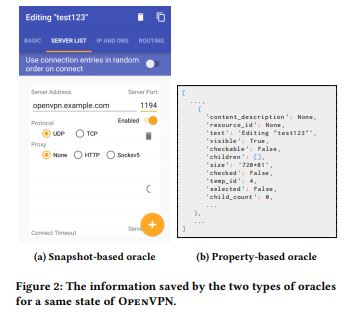 Editing "test123"
BASIC SERVER LIST IP AND DNS ROUTING
Use connection entries in random
order on connect
Server Address: Server Port:
openvpn.example.com 1194
Protocol Enabled
UDP TCP
Proxy
None HTTP Socksv5
Connect Timeout
[
...,
{
'content_description': None,
'resource_id': None,
'test': 'Editing "test123"',
'visible': True,
'checkable': False,
'children': [],
'size': '720*81',
'checked': False,
'temp_id': 4,
'selected': False,
'child_count': 0,
...
},
...
]
(a) Snapshot-based oracle
(b) Property-based oracle
Figure 2: The information saved by the two types of oracles
for a same state of OPENVPN.